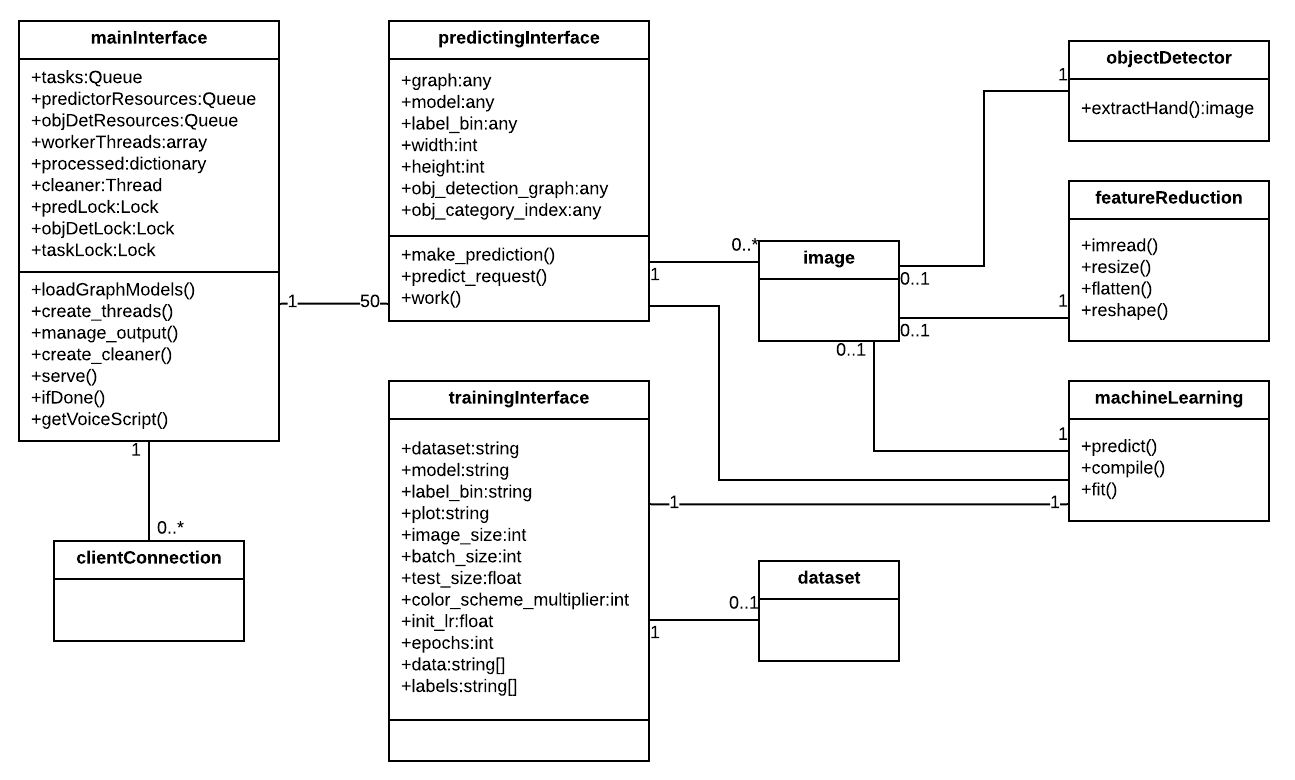 mainInterface
+tasks:Queue
+predictorResources:Queue
+objDetResources:Queue
+workerThreads:array
+processed:dictionary
+cleaner:Thread
+predLock:Lock
+objDetLock:Lock
+taskLock:Lock
+loadGraphModels()
+create_threads()
+manage_output()
+create_cleaner()
+serve()
+ifDone()
+getVoiceScript()
1
50
1
0..*
clientConnection
predictingInterface
+graph:any
+model:any
+label_bin:any
+width:int
+height:int
+obj_detection_graph:any
+obj_category_index:any
+make_prediction()
+predict_request()
+work()
0..*
1
trainingInterface
+dataset:string
+model:string
+label_bin:string
+plot:string
+image_size:int
+batch_size:int
+test_size:float
+color_scheme_multiplier:int
+init_lr:float
+epochs:int
+data:string[]
+labels:string[]
1
1
0..1
1
image
0..1
0..1
0..1
dataset
1
objectDetector
+extractHand():image
featureReduction
+imread()
+resize()
+flatten()
+reshape()
1
machineLearning
+predict()
+compile()
+fit()
1